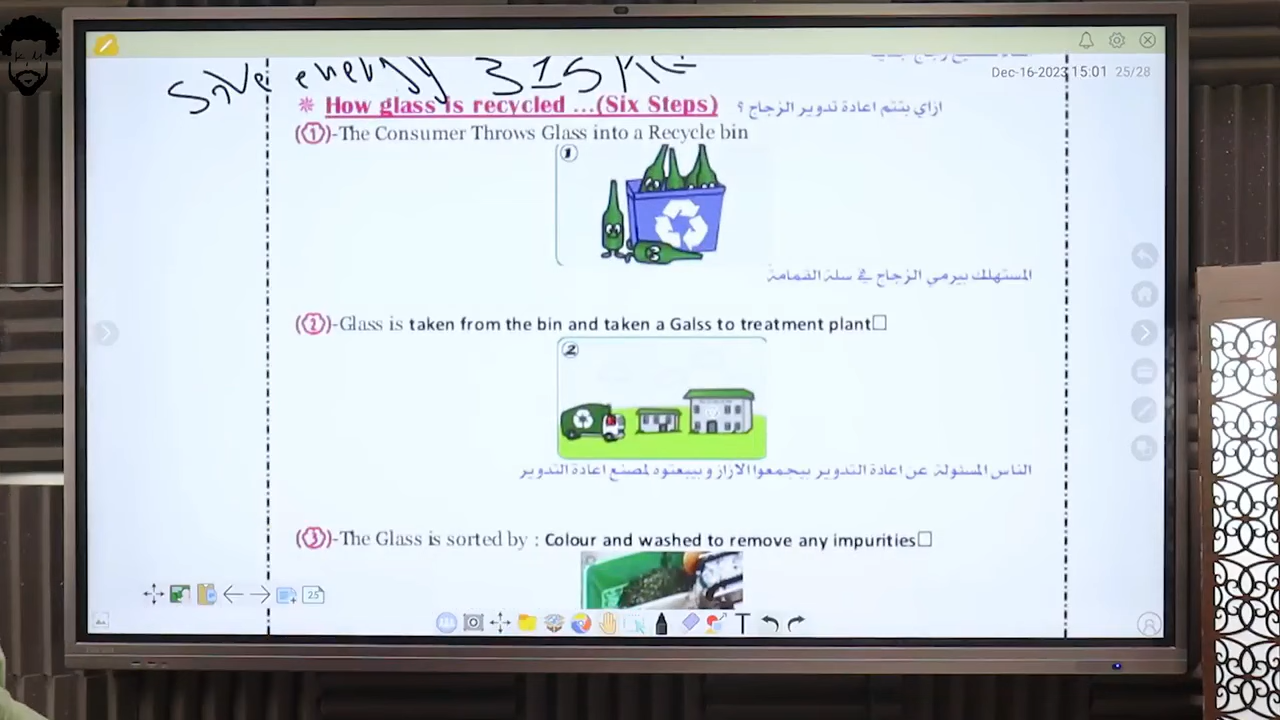 Dec-16-2023 15:01 25/28
save energy 315
* How glass is recycled ...(Six Steps) ازاي بتتم اعادة تدوير الزجاج ؟
(1)-The Consumer Throws Glass into a Recycle bin
1
المستهلك بيرمي الزجاج في سلة القمامة
(2)-Glass is taken from the bin and taken a Galss to treatment plant□
2
الناس المسئولة عن اعادة التدوير بيجمعوا الازاز و بيبعتوه لمصنع اعادة التدوير
(3)-The Glass is sorted by : Colour and washed to remove any impurities□
25